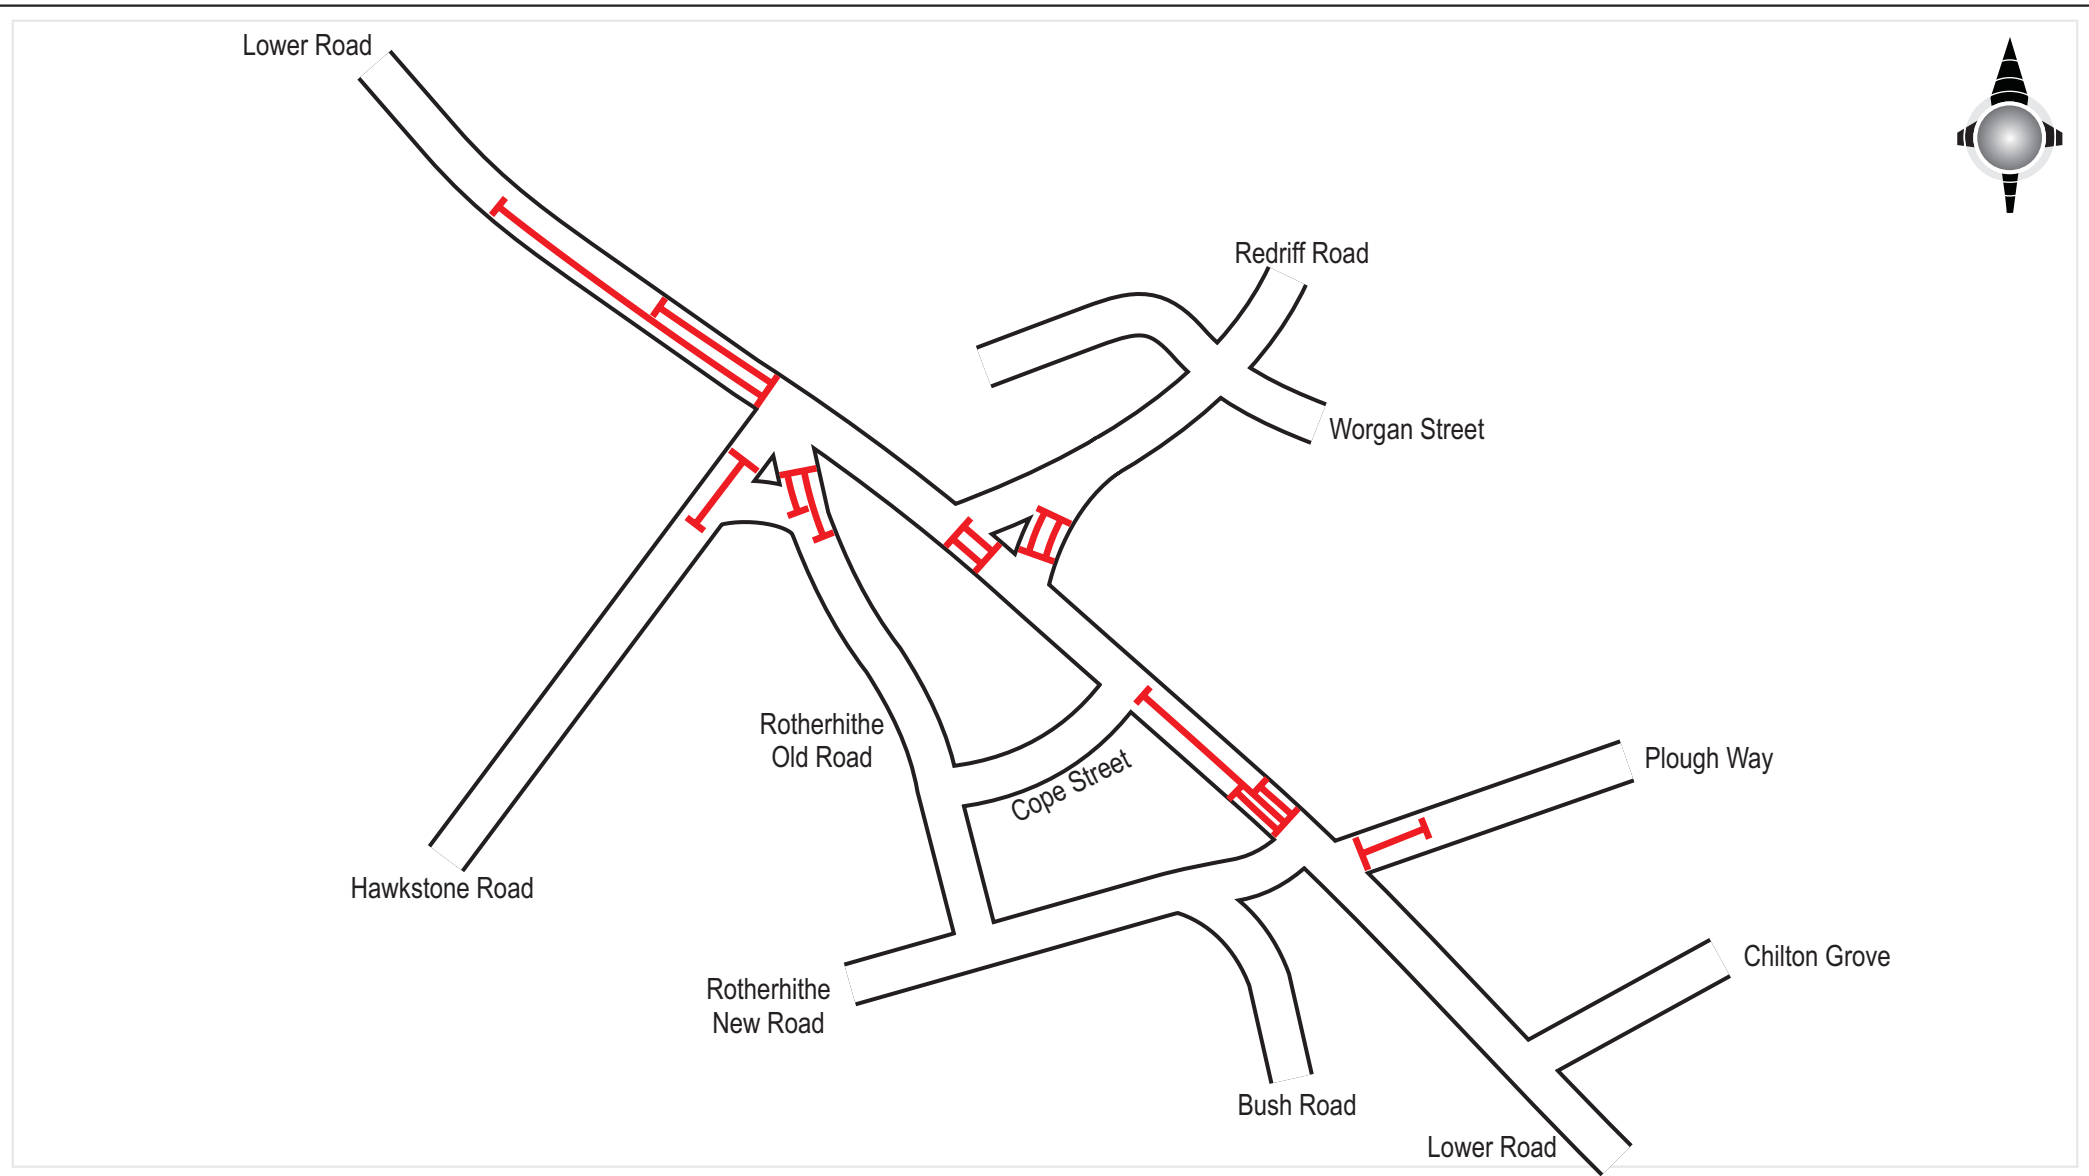 Lower Road
Redriff Road
Worgan Street
Rotherhithe
Old Road
Cope Street
Plough Way
Hawkstone Road
Chilton Grove
Rotherhithe
New Road
Bush Road
Lower Road